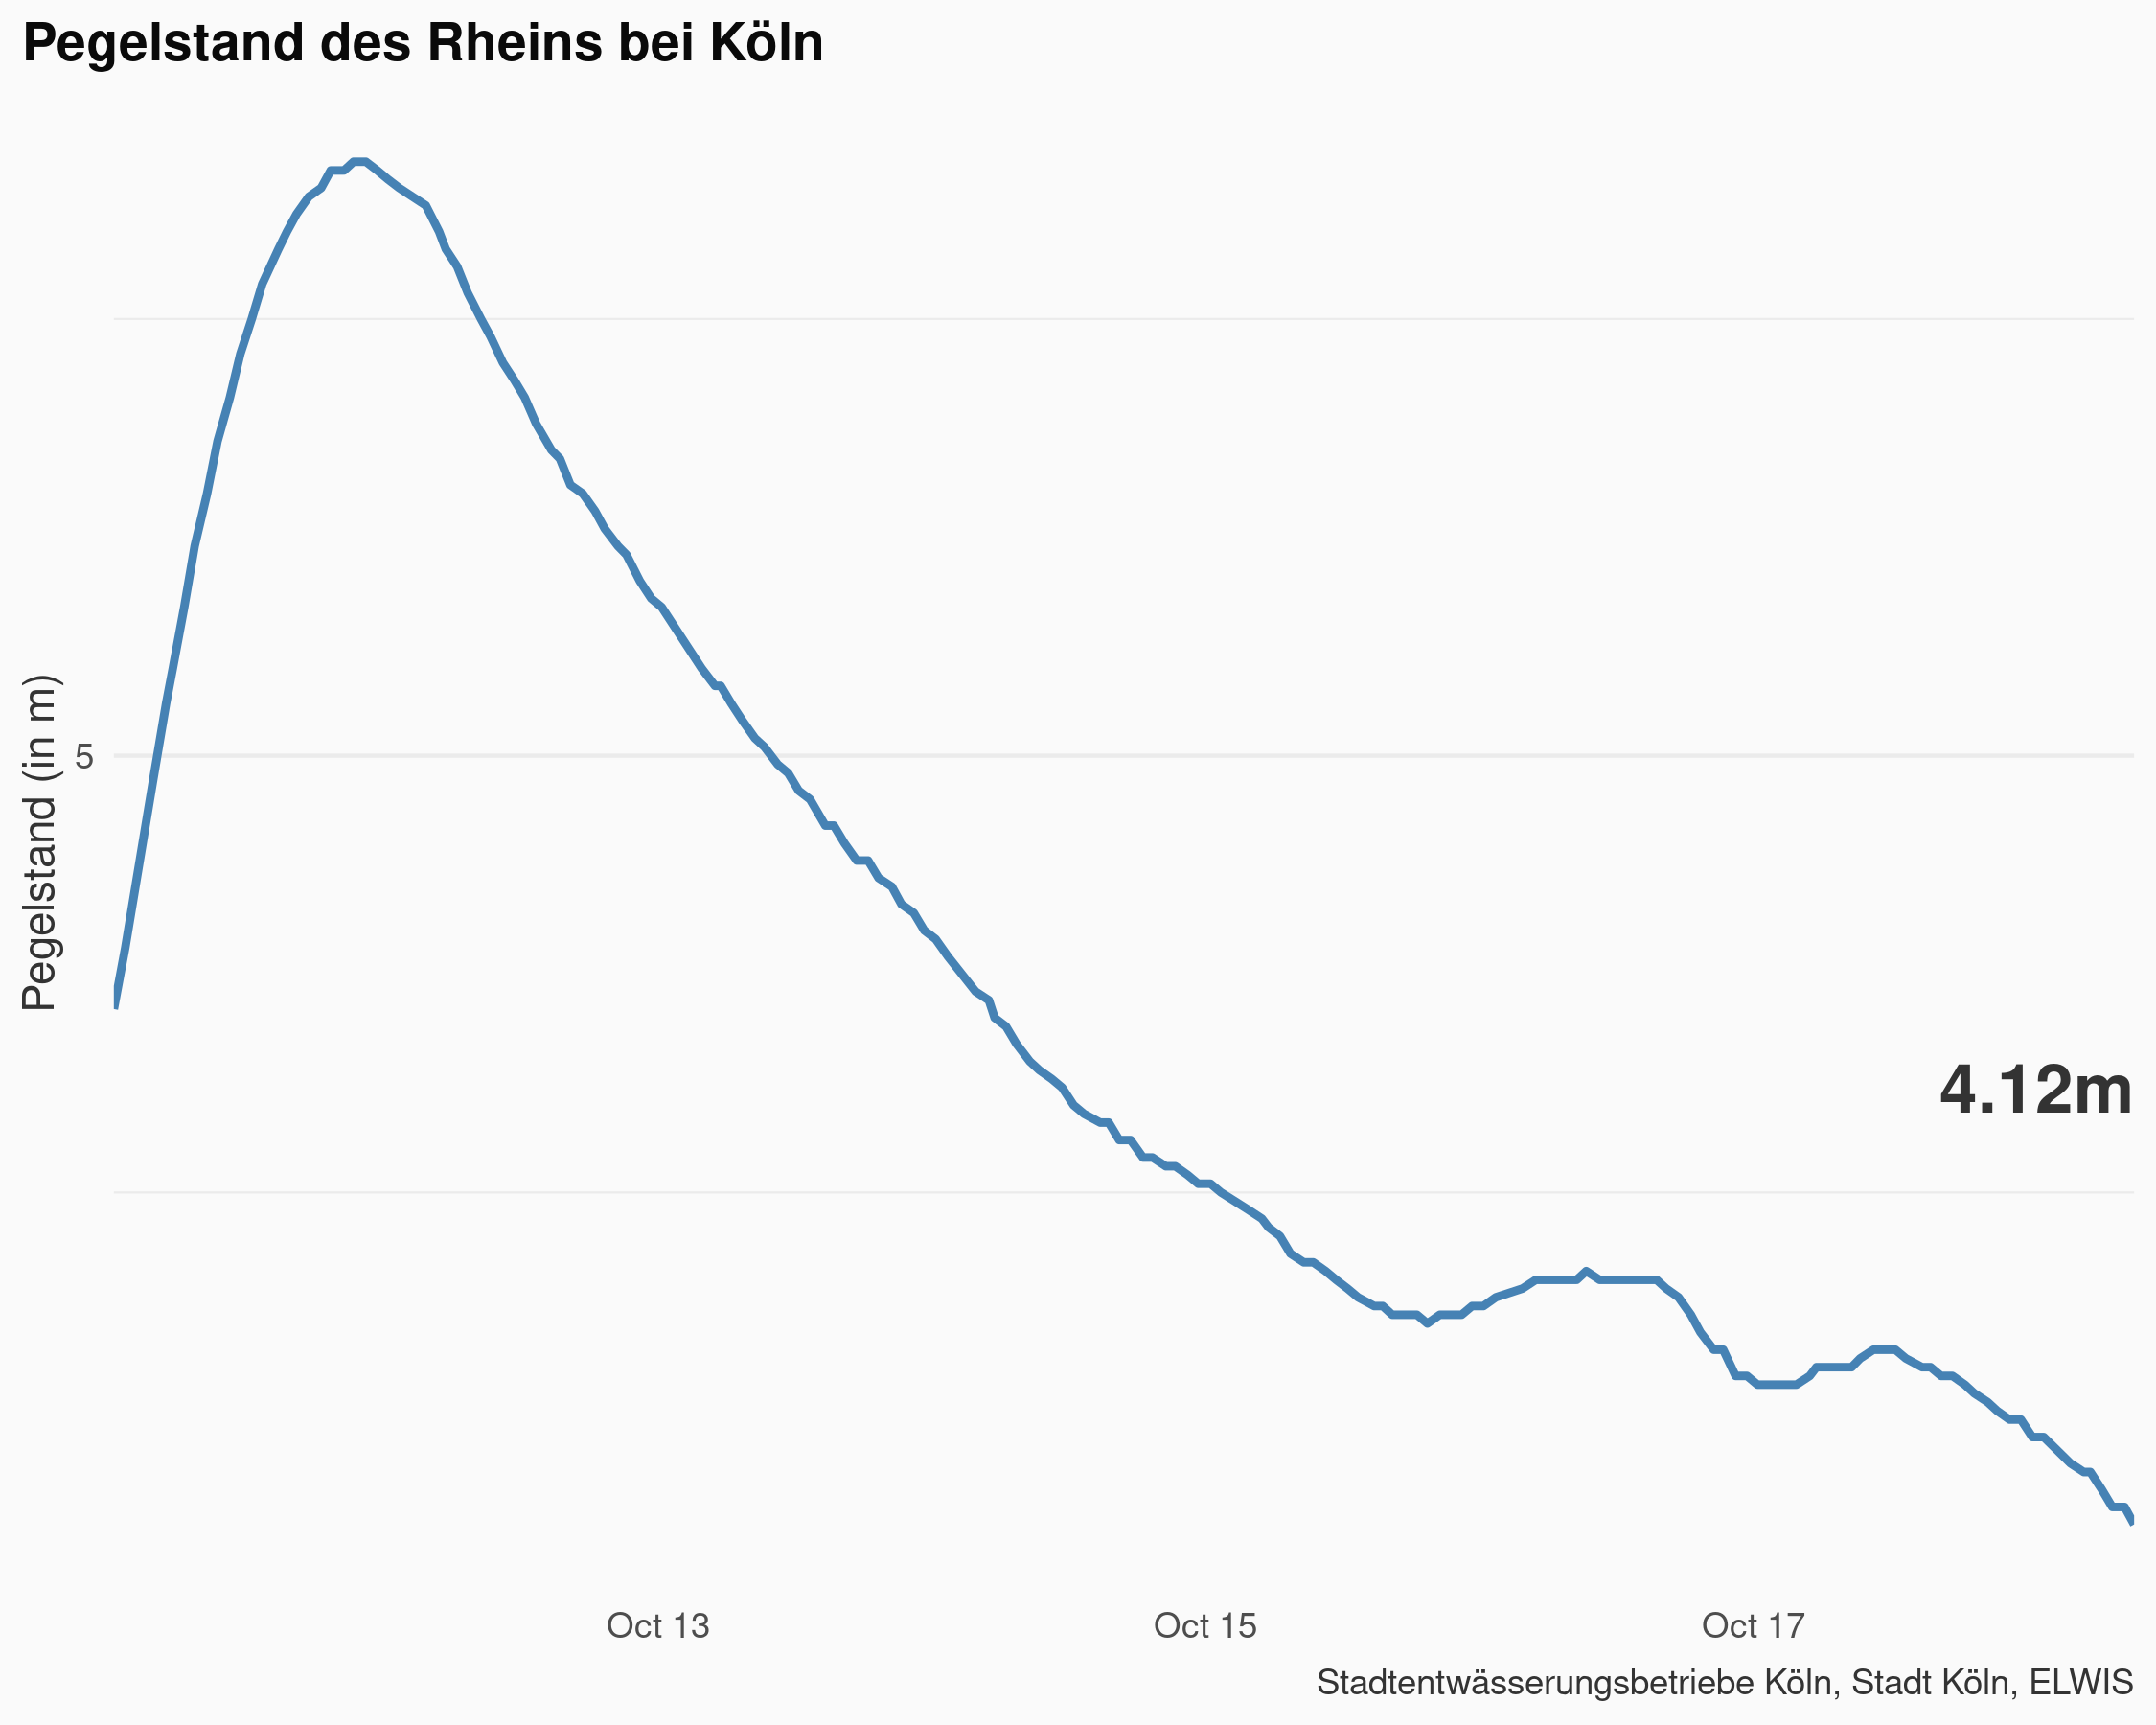 Pegelstand des Rheins bei Köln
Pegelstand (in m)
5
4.12m
Oct 13
Oct 15
Oct 17
Stadtentwässerungsbetriebe Köln, Stadt Köln, ELWIS